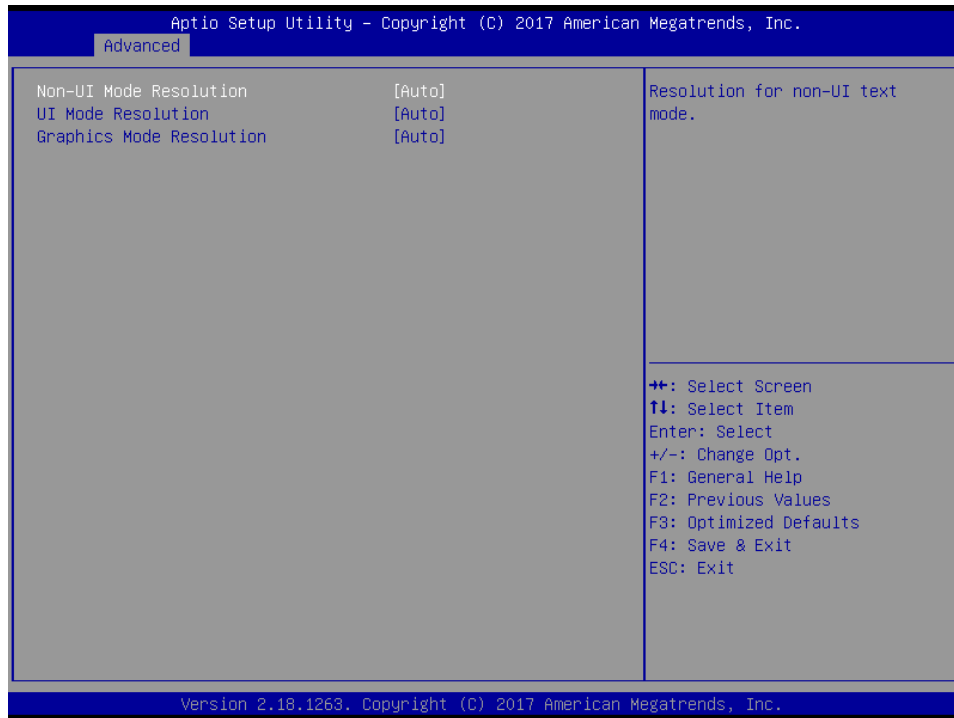 Aptio Setup Utility – Copyright (C) 2017 American Megatrends, Inc.
Advanced
Non-UI Mode Resolution [Auto]
UI Mode Resolution [Auto]
Graphics Mode Resolution [Auto]
Resolution for non-UI text
mode.
→←: Select Screen
↑↓: Select Item
Enter: Select
+/-: Change Opt.
F1: General Help
F2: Previous Values
F3: Optimized Defaults
F4: Save & Exit
ESC: Exit
Version 2.18.1263. Copyright (C) 2017 American Megatrends, Inc.